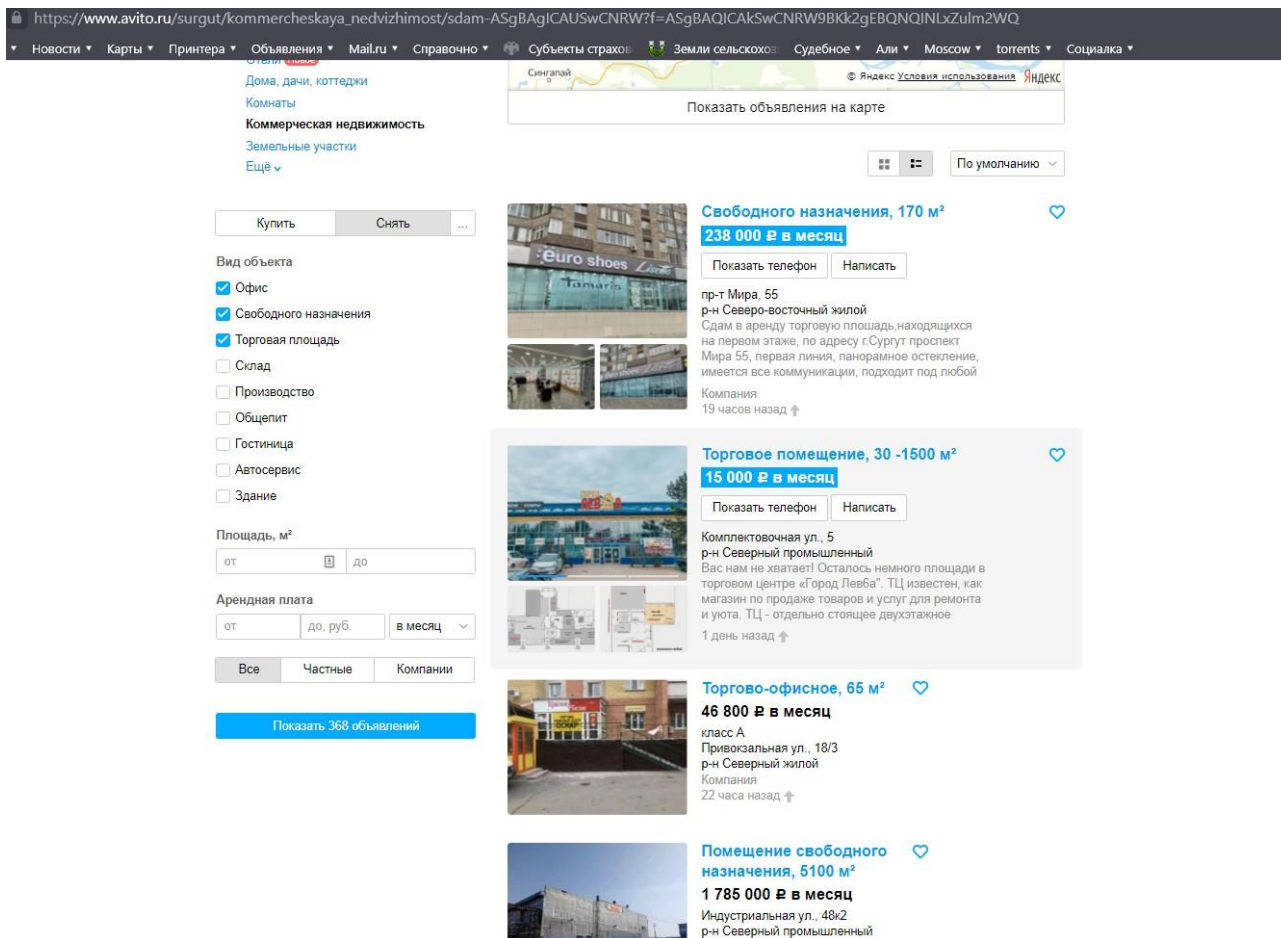 https://www.avito.ru/surgut/kommercheskaya_nedvizhimost/sdam-ASgBAgICAUSwCNRW?f=ASgBAQICAkSwCNRW9BKk2gEBQNQINLxZulm2WQ
Новости Карты Принтера Объявления Mail.ru Справочно Субъекты страхов Земли сельскохоз Судебное Али Moscow torrents Социалка
Отели Новое
Дома, дачи, коттеджи
Комнаты
Коммерческая недвижимость
Земельные участки
Ещё
Сингапай
© Яндекс Условия использования Яндекс
Показать объявления на карте
По умолчанию
Купить Снять ...
Вид объекта
Офис
Свободного назначения
Торговая площадь
Склад
Производство
Общепит
Гостиница
Автосервис
Здание
Площадь, м²
от до
Арендная плата
от до, руб. в месяц
Все Частные Компании
Показать 368 объявлений
euro shoes
Tamaris
Свободного назначения, 170 м²
238 000 ₽ в месяц
Показать телефон Написать
пр-т Мира, 55
р-н Северо-восточный жилой
Сдам в аренду торговую плошадь,находящихся
на первом этаже, по адресу г.Сургут проспект
Мира 55, первая линия, панорамное остекление,
имеется все коммуникации, подходит под любой
Компания
19 часов назад
Торговое помещение, 30 -1500 м²
15 000 ₽ в месяц
Показать телефон Написать
Комплектовочная ул., 5
р-н Северный промышленный
Вас нам не хватает! Осталось немного площади в
торговом центре «Город Левба". ТЦ известен, как
магазин по продаже товаров и услуг для ремонта
и уюта. ТЦ - отдельно стоящее двухэтажное
1 день назад
Торгово-офисное, 65 м²
46 800 ₽ в месяц
класс A
Привокзальная ул., 18/3
р-н Северный жилой
Компания
22 часа назад
Помещение свободного
назначения, 5100 м²
1 785 000 ₽ в месяц
Индустриальная ул., 48к2
р-н Северный промышленный